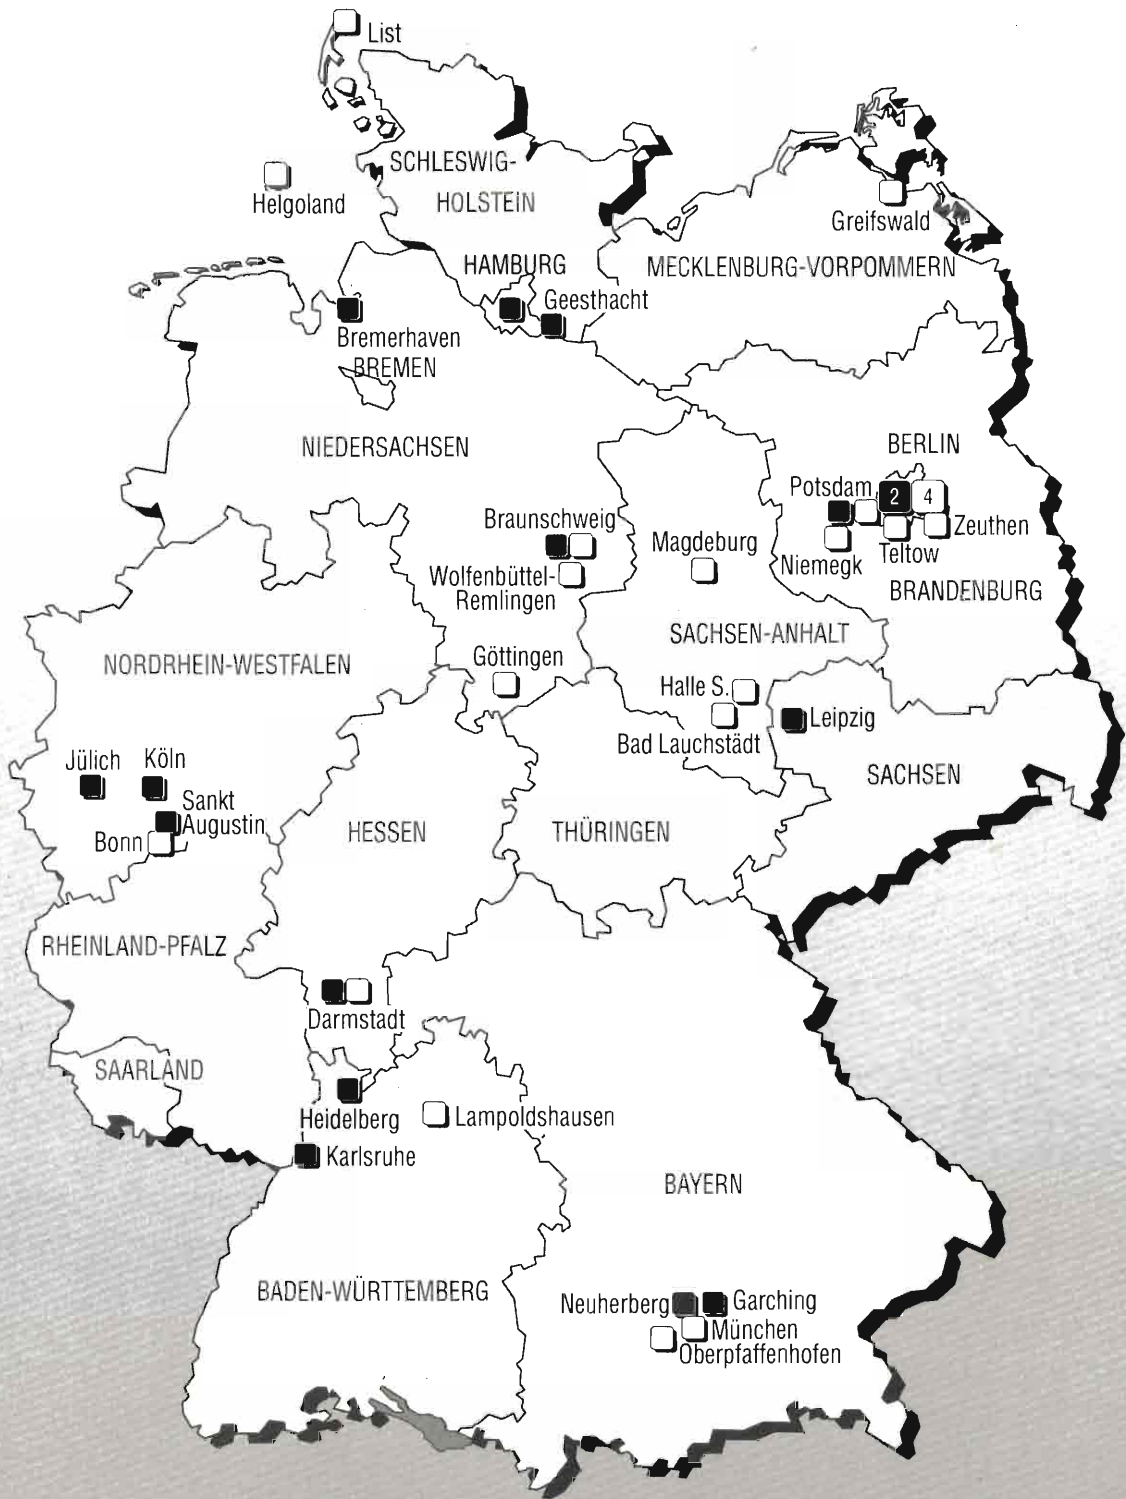 List
SCHLESWIG-
HOLSTEIN
Helgoland
Greifswald
HAMBURG
MECKLENBURG-VORPOMMERN
Geesthacht
Bremerhaven
BREMEN
NIEDERSACHSEN
BERLIN
Potsdam
2
4
Braunschweig
Zeuthen
Magdeburg
Teltow
Niemegk
Wolfenbüttel-
Remlingen
BRANDENBURG
SACHSEN-ANHALT
NORDRHEIN-WESTFALEN
Göttingen
Halle S.
Leipzig
Bad Lauchstädt
Jülich
Köln
SACHSEN
Sankt
Augustin
Bonn
HESSEN
THÜRINGEN
RHEINLAND-PFALZ
Darmstadt
SAARLAND
Heidelberg
Lampoldshausen
Karlsruhe
BAYERN
BADEN-WÜRTTEMBERG
Neuherberg
Garching
München
Oberpfaffenhofen